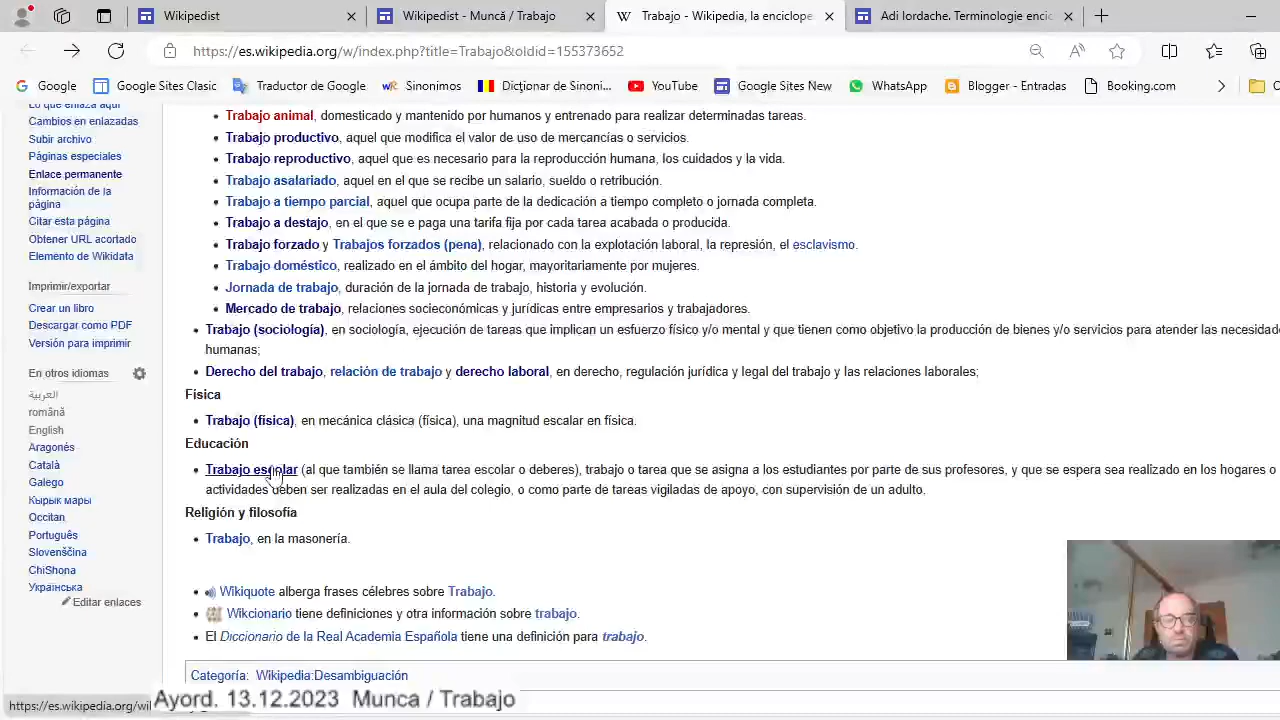 Wikipedist
Wikipedist - Muncă / Trabajo
Trabajo - Wikipedia, la enciclope
Adi Iordache. Terminologie encic
https://es.wikipedia.org/w/index.php?title=Trabajo&oldid=155373652
Google
Google Sites Clasic
Traductor de Google
Sinonimos
Dicționar de Sinoni...
YouTube
Google Sites New
WhatsApp
Blogger - Entradas
Booking.com
Lo que enlaza aquí
Cambios en enlazadas
Subir archivo
Páginas especiales
Enlace permanente
Información de la
página
Citar esta página
Obtener URL acortado
Elemento de Wikidata
Imprimir/exportar
Crear un libro
Descargar como PDF
Versión para imprimir
En otros idiomas
العربية
română
English
Aragonés
Català
Galego
Кырык мары
Occitan
Português
Slovenščina
ChiShona
Українська
Editar enlaces
Trabajo animal, domesticado y mantenido por humanos y entrenado para realizar determinadas tareas.
Trabajo productivo, aquel que modifica el valor de uso de mercancías o servicios.
Trabajo reproductivo, aquel que es necesario para la reproducción humana, los cuidados y la vida.
Trabajo asalariado, aquel en el que se recibe un salario, sueldo o retribución.
Trabajo a tiempo parcial, aquel que ocupa parte de la dedicación a tiempo completo o jornada completa.
Trabajo a destajo, en el que se e paga una tarifa fija por cada tarea acabada o producida.
Trabajo forzado y Trabajos forzados (pena), relacionado con la explotación laboral, la represión, el esclavismo.
Trabajo doméstico, realizado en el ámbito del hogar, mayoritariamente por mujeres.
Jornada de trabajo, duración de la jornada de trabajo, historia y evolución.
Mercado de trabajo, relaciones socioeconómicas y jurídicas entre empresarios y trabajadores.
Trabajo (sociología), en sociología, ejecución de tareas que implican un esfuerzo físico y/o mental y que tienen como objetivo la producción de bienes y/o servicios para atender las necesidad
humanas;
Derecho del trabajo, relación de trabajo y derecho laboral, en derecho, regulación jurídica y legal del trabajo y las relaciones laborales;
Física
Trabajo (física), en mecánica clásica (física), una magnitud escalar en física.
Educación
Trabajo escolar (al que también se llama tarea escolar o deberes), trabajo o tarea que se asigna a los estudiantes por parte de sus profesores, y que se espera sea realizado en los hogares o
actividades deben ser realizadas en el aula del colegio, o como parte de tareas vigiladas de apoyo, con supervisión de un adulto.
Religión y filosofía
Trabajo, en la masonería.
Wikiquote alberga frases célebres sobre Trabajo.
Wikcionario tiene definiciones y otra información sobre trabajo.
El Diccionario de la Real Academia Española tiene una definición para trabajo.
Categoría: Wikipedia:Desambiguación
https://es.wikipedia.org/wil
Ayord. 13.12.2023 Munca / Trabajo